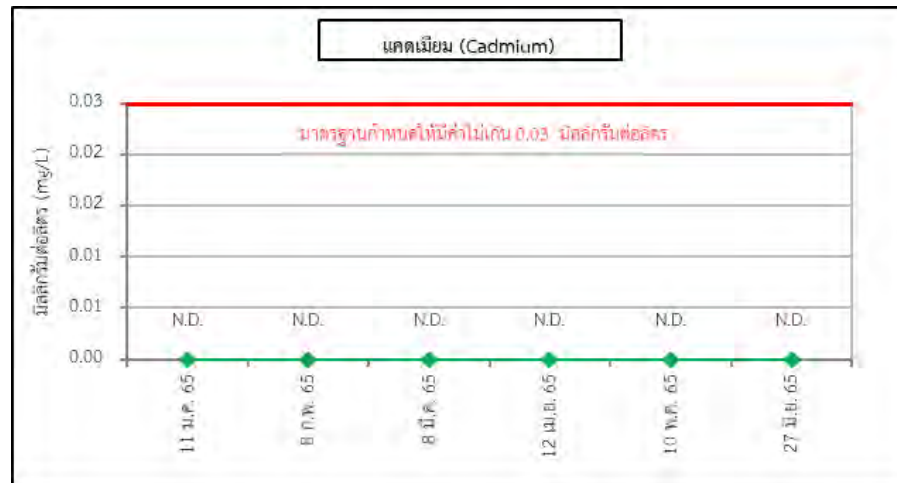 แคดเมียม (Cadmium)
มิลลิกรัมต่อลิตร (mg/L)
0.03
มาตรฐานกำหนดให้มีค่าไม่เกิน 0.03 มิลลิกรัมต่อลิตร
0.02
0.02
0.01
0.01
N.D. N.D. N.D. N.D. N.D. N.D.
0.00
11 ม.ค. 65
8 ก.พ. 65
8 มี.ค. 65
12 เม.ย. 65
10 พ.ค. 65
27 มิ.ย. 65